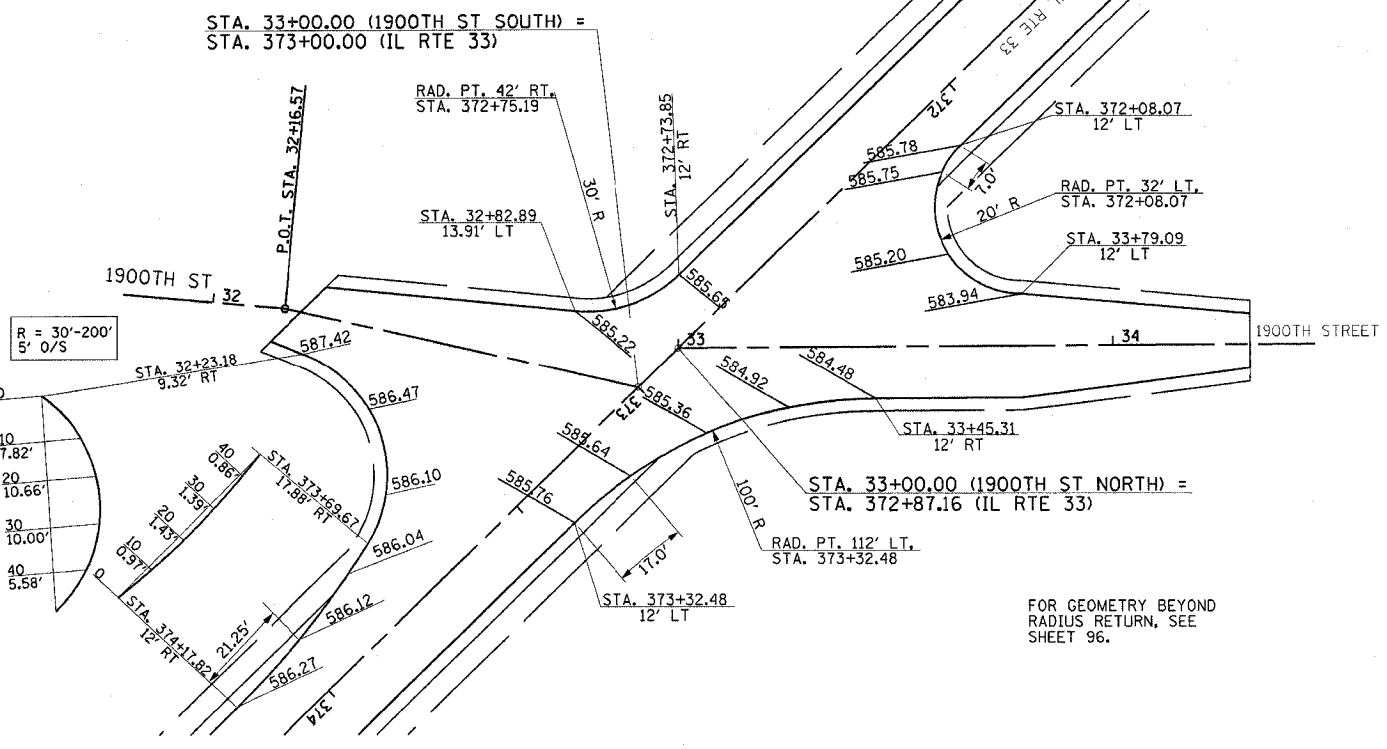 STA. 33+00.00 (1900TH ST SOUTH) =
STA. 373+00.00 (IL RTE 33)
IL RTE 33
372
P.O.T. STA. 32+16.57
RAD. PT. 42' RT,
STA. 372+75.19
STA. 372+73.85
12' RT
30' R
STA. 32+82.89
13.91' LT
STA. 372+08.07
12' LT
585.78
585.75
7.0'
RAD. PT. 32' LT,
STA. 372+08.07
20' R
STA. 33+79.09
12' LT
585.20
583.94
1900TH ST
32
585.65
585.22
R = 30'-200'
5' O/S
587.42
STA. 32+23.18
9.32' RT
33
34
1900TH STREET
584.92
584.48
585.36
373
586.47
585.64
STA. 33+45.31
12' RT
0
10
7.82'
20
10.66'
30
10.00'
40
5.58'
40
0.86'
30
1.39'
20
1.43'
10
0.97'
0
STA. 373+69.67
17.88' RT
586.10
585.76
100' R
STA. 33+00.00 (1900TH ST NORTH) =
STA. 372+87.16 (IL RTE 33)
586.04
17.0'
RAD. PT. 112' LT,
STA. 373+32.48
STA. 373+32.48
12' LT
586.12
STA. 374+17.82
12' RT
21.25'
586.27
374
FOR GEOMETRY BEYOND
RADIUS RETURN, SEE
SHEET 96.